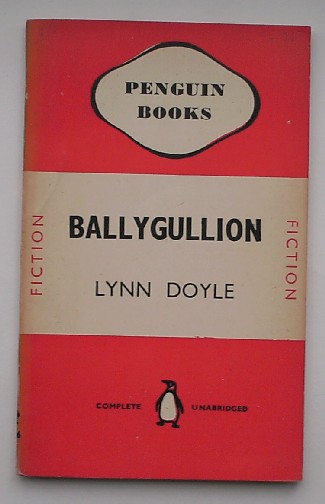 PENGUIN
BOOKS
FICTION
BALLYGULLION
FICTION
LYNN DOYLE
COMPLETE UNABRIDGED